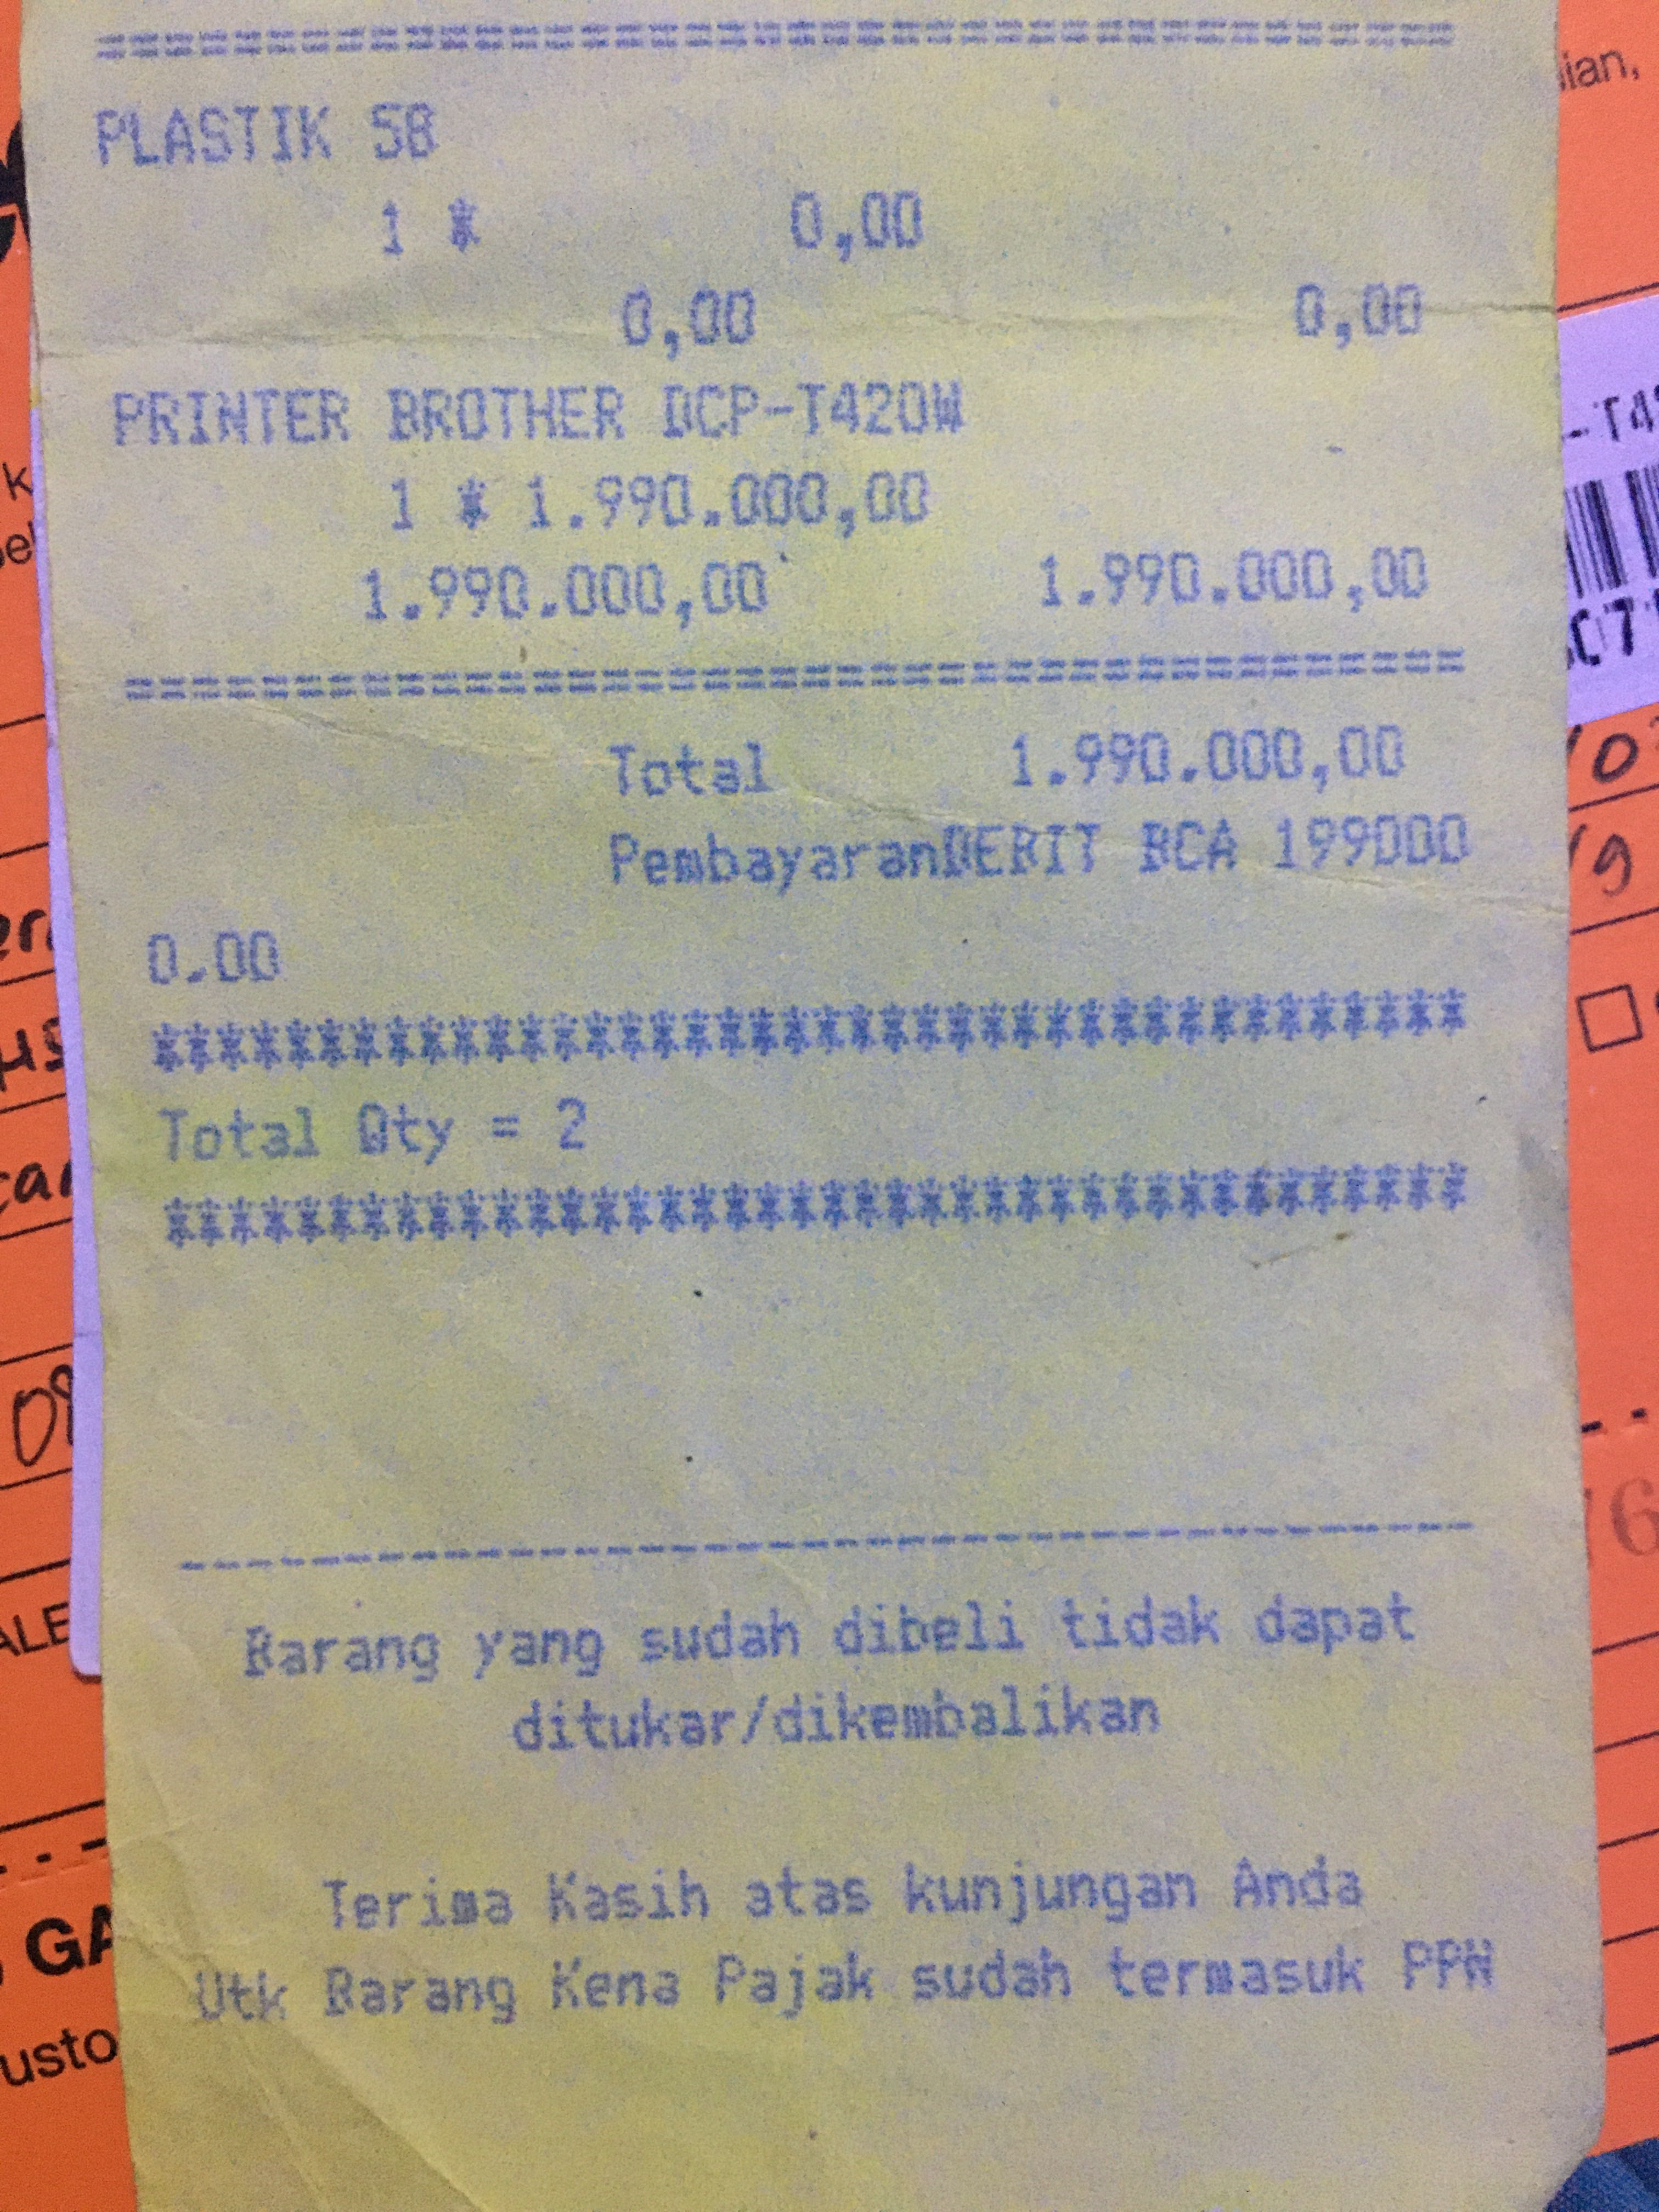 ==========================================
PLASTIK SB
1 * 0,00
0,00 0,00
PRINTER BROTHER DCP-T420W
1 * 1.990.000,00
1.990.000,00 1.990.000,00
==========================================
Total 1.990.000,00
PembayaranDEBIT BCA 199000
0.00
****************************************
Total Qty = 2
****************************************
----------------------------------------
Barang yang sudah dibeli tidak dapat
ditukar/dikembalikan
Terima Kasih atas kunjungan Anda
Utk Barang Kena Pajak sudah termasuk PPN